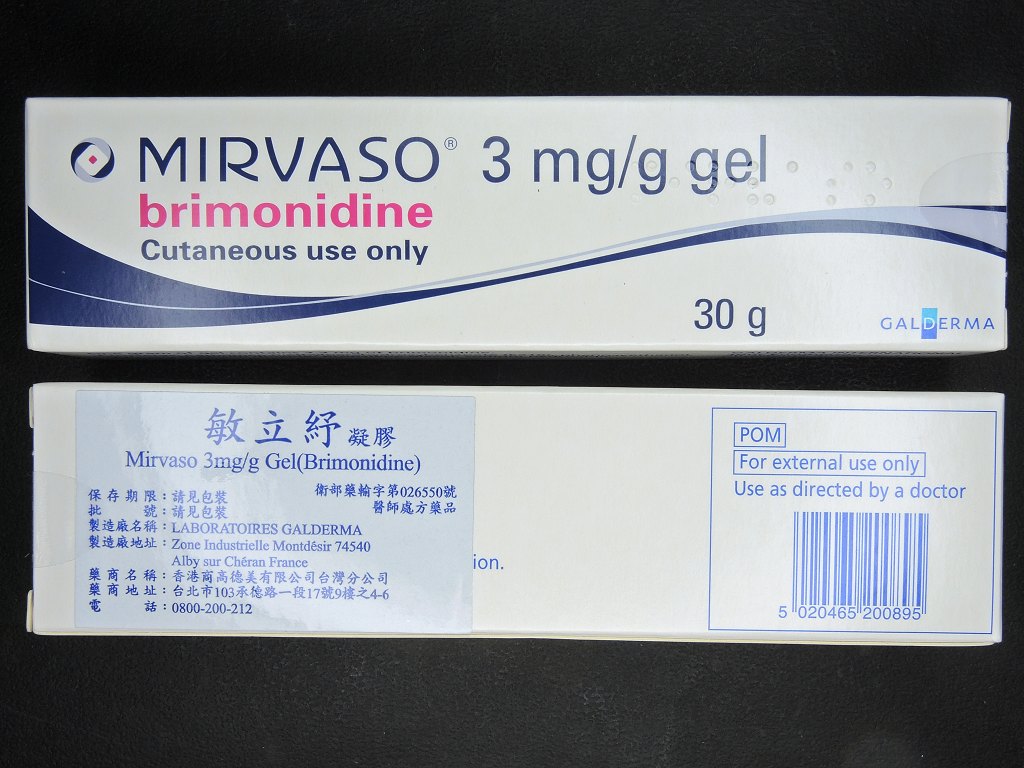 MIRVASO® 3 mg/g gel
brimonidine
Cutaneous use only
30 g
GALDERMA
敏立紓 凝膠
Mirvaso 3mg/g Gel(Brimonidine)
衛部藥輸字第026550號
保存期限：請見包裝
醫師處方藥品
批號：請見包裝
製造廠名稱：LABORATOIRES GALDERMA
製造廠地址：Zone Industrielle Montdésir 74540
Alby sur Chéran France
藥商名稱：香港商高德美有限公司台灣分公司
藥商地址：台北市103承德路一段17號9樓之4-6
電話：0800-200-212
ion.
POM
For external use only
Use as directed by a doctor
5 020465 200895